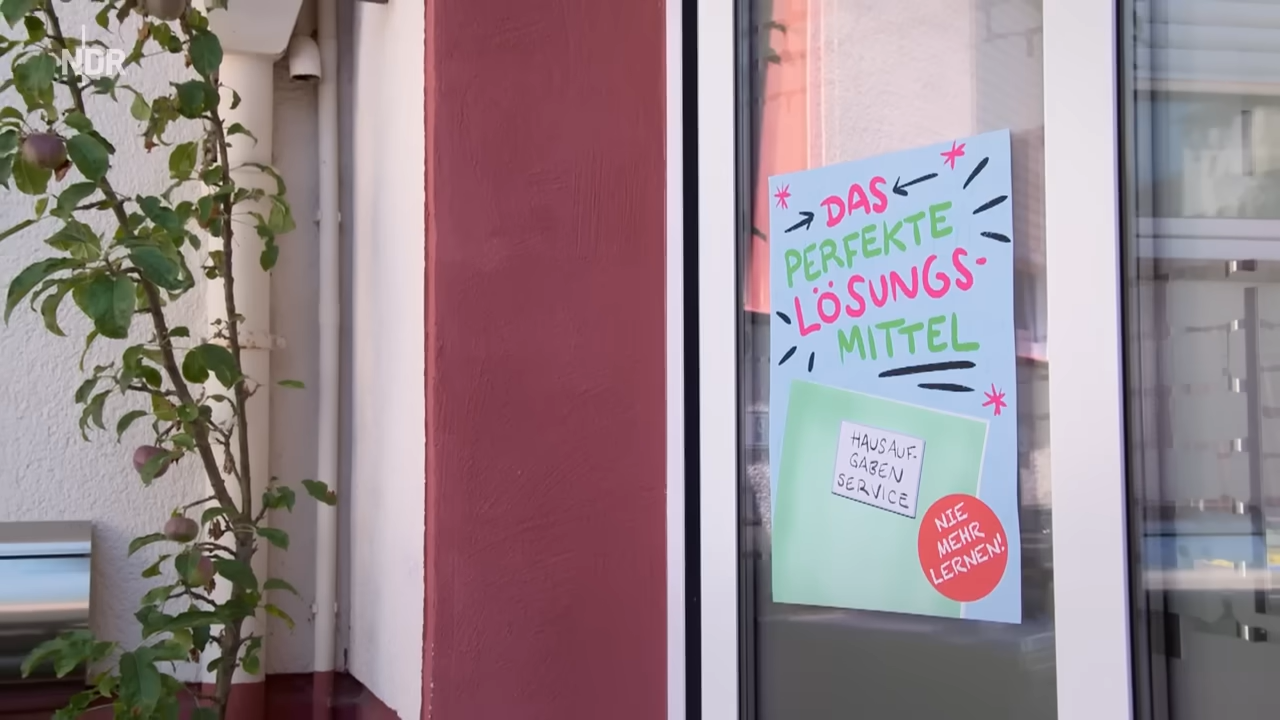 NDR
DAS
PERFEKTE
LÖSUNGS-
MITTEL
HAUSAUF-
GABEN
SERVICE
NIE
MEHR
LERNEN!